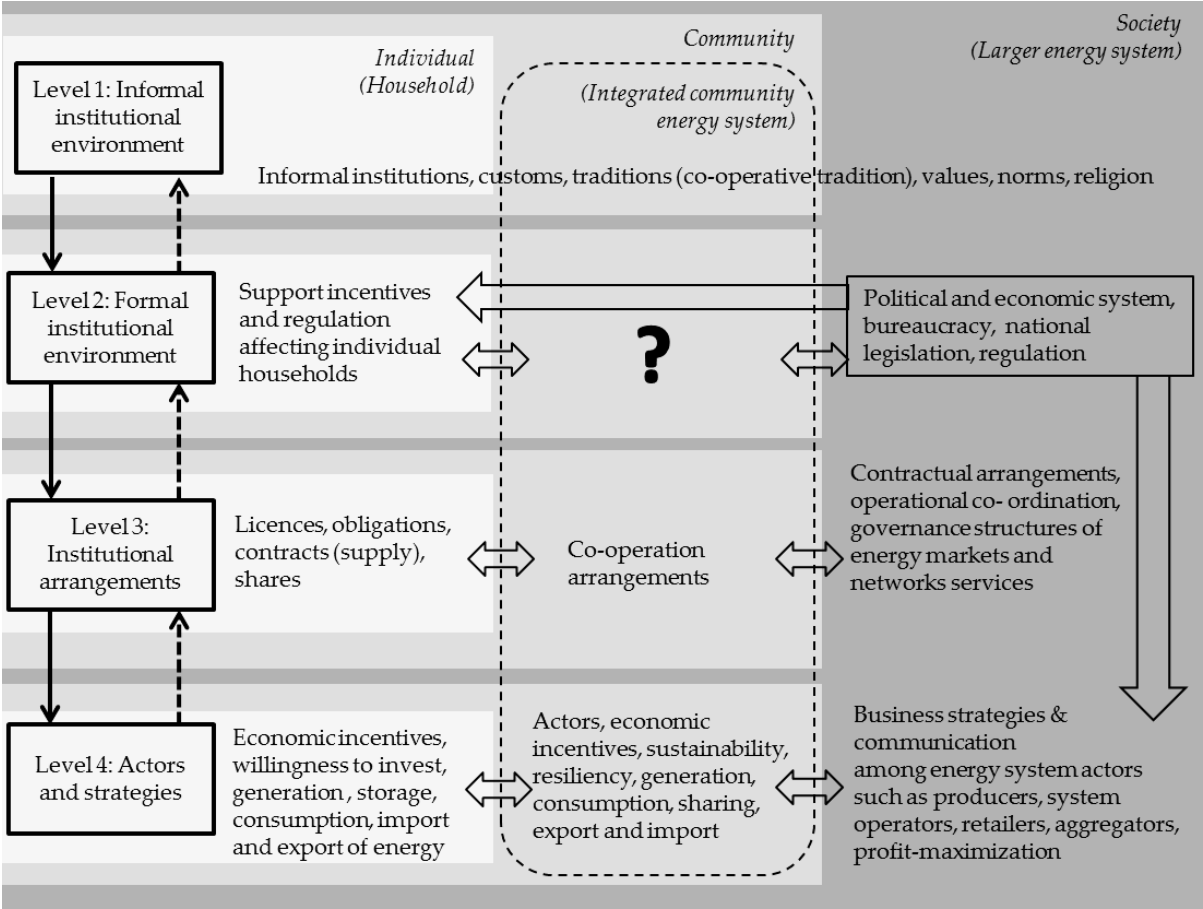 Society
(Larger energy system)
Community
Individual
(Household)
(Integrated community
energy system)
Level 1: Informal
institutional
environment
Informal institutions, customs, traditions (co-operative tradition), values, norms, religion
Level 2: Formal
institutional
environment
Support incentives
and regulation
affecting individual
households
?
Political and economic system,
bureaucracy, national
legislation, regulation
Level 3:
Institutional
arrangements
Licences, obligations,
contracts (supply),
shares
Co-operation
arrangements
Contractual arrangements,
operational co- ordination,
governance structures of
energy markets and
networks services
Level 4: Actors
and strategies
Economic incentives,
willingness to invest,
generation , storage,
consumption, import
and export of energy
Actors, economic
incentives, sustainability,
resiliency, generation,
consumption, sharing,
export and import
Business strategies &
communication
among energy system actors
such as producers, system
operators, retailers, aggregators,
profit-maximization